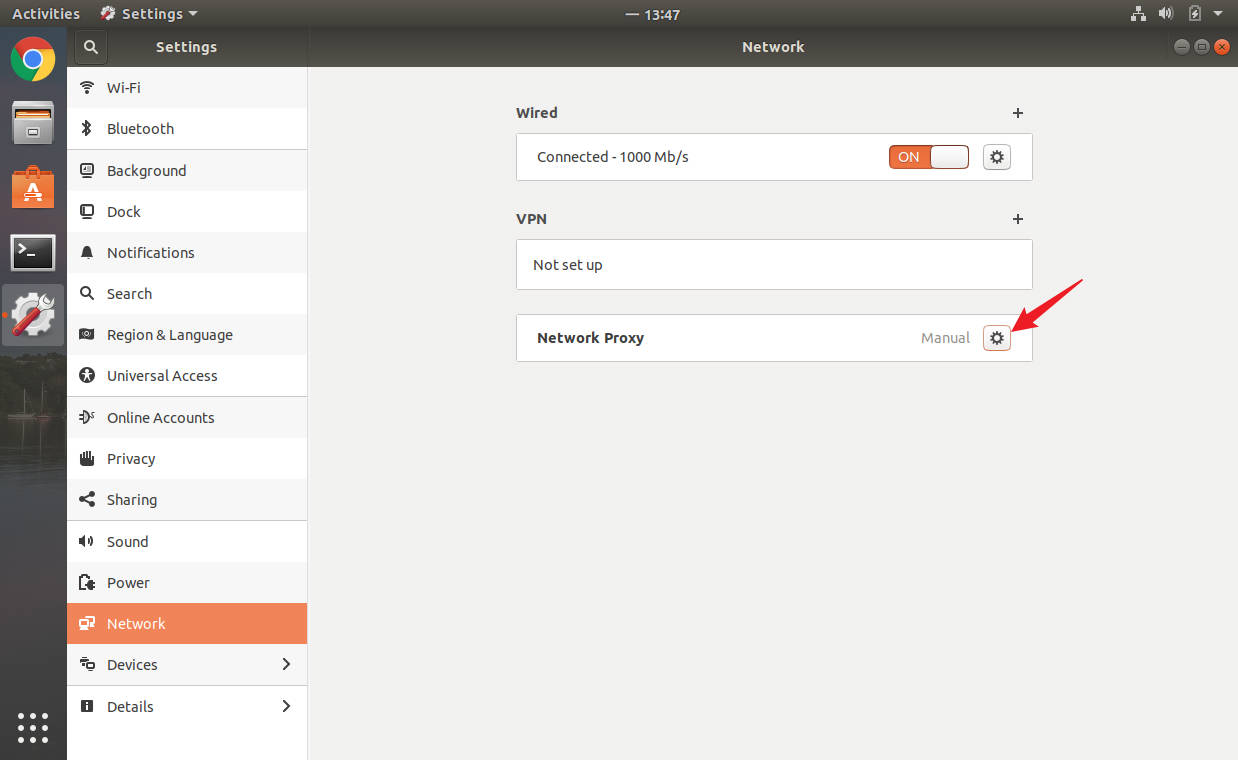 Activities
Settings
— 13:47
Settings
Network
Wi-Fi
Bluetooth
Background
Dock
Notifications
Search
Region & Language
Universal Access
Online Accounts
Privacy
Sharing
Sound
Power
Network
Devices
Details
Wired
Connected - 1000 Mb/s
ON
VPN
Not set up
Network Proxy
Manual